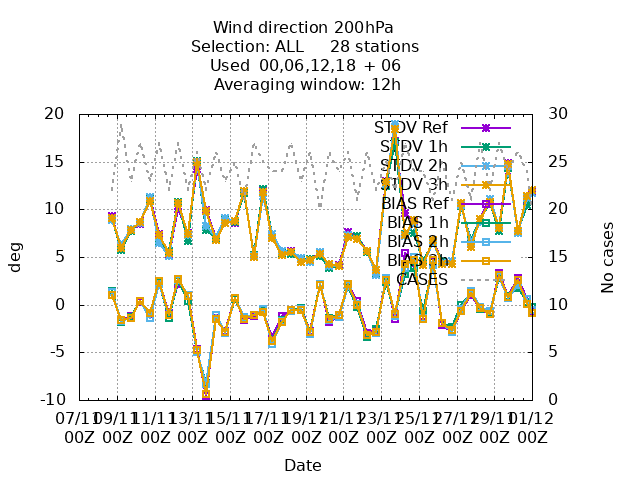 Wind direction 200hPa
Selection: ALL 28 stations
Used 00,06,12,18 + 06
Averaging window: 12h
20
15
10
5
0
-5
-10
deg
30
25
20
15
10
5
0
No cases
STDV Ref
STDV 1h
STDV 2h
STDV 3h
BIAS Ref
BIAS 1h
BIAS 2h
BIAS 3h
CASES
07/11 09/11 11/11 13/11 15/11 17/11 19/11 21/11 23/11 25/11 27/11 29/11 01/12
00Z 00Z 00Z 00Z 00Z 00Z 00Z 00Z 00Z 00Z 00Z 00Z 00Z
Date